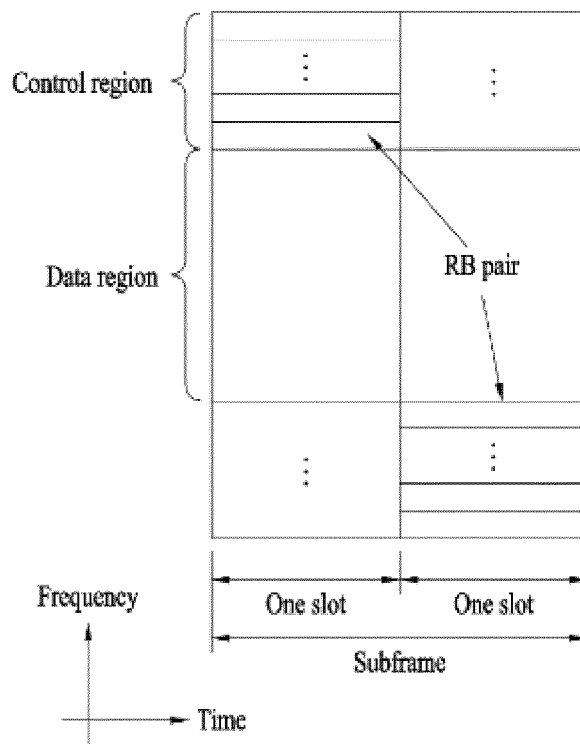 Control region
Data region
RB pair
One slot
One slot
Subframe
Frequency
Time